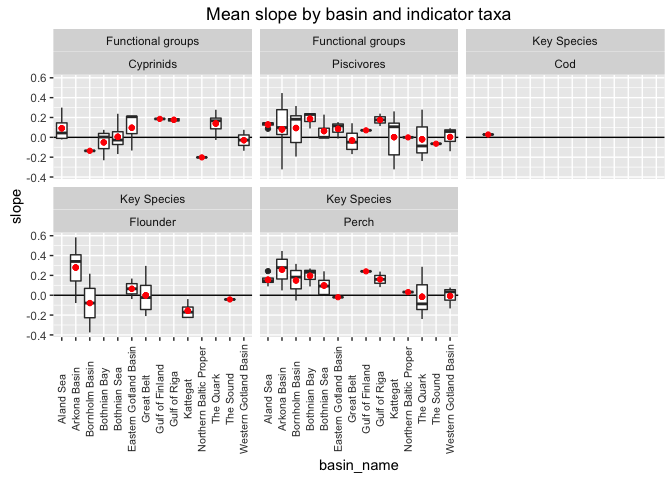 Mean slope by basin and indicator taxa
Functional groups
Cyprinids
Functional groups
Piscivores
Key Species
Cod
0.6
0.4
0.2
0.0
-0.2
-0.4
Key Species
Flounder
Key Species
Perch
0.6
0.4
0.2
0.0
-0.2
-0.4
slope
Aland Sea
Arkona Basin
Bornholm Basin
Bothnian Bay
Bothnian Sea
Eastern Gotland Basin
Great Belt
Gulf of Finland
Gulf of Riga
Kattegat
Northern Baltic Proper
The Quark
The Sound
Western Gotland Basin
Aland Sea
Arkona Basin
Bornholm Basin
Bothnian Bay
Bothnian Sea
Eastern Gotland Basin
Great Belt
Gulf of Finland
Gulf of Riga
Kattegat
Northern Baltic Proper
The Quark
The Sound
Western Gotland Basin
basin_name